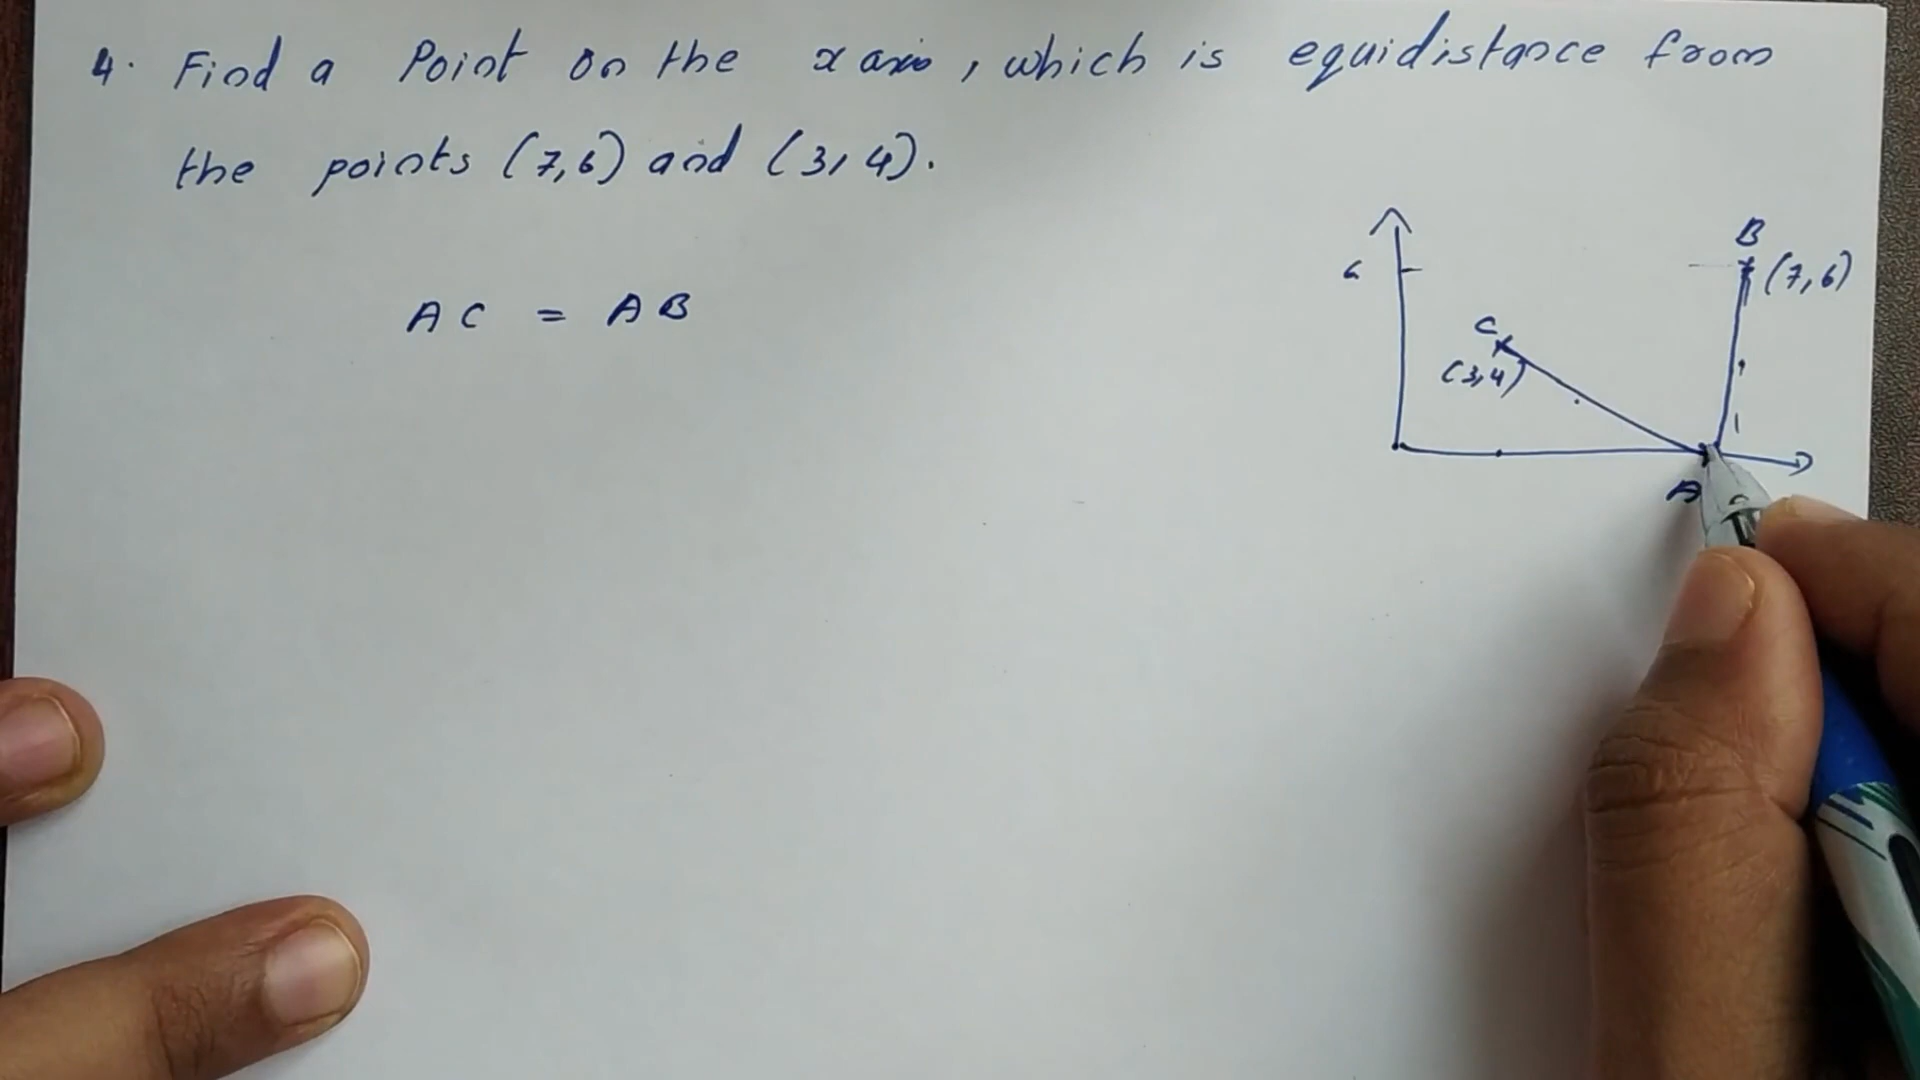 4. Find a Point on the x axis, which is equidistance from
the points (7,6) and (3,4).
AC = AB
B
6
(7,6)
C
(3,4)
A